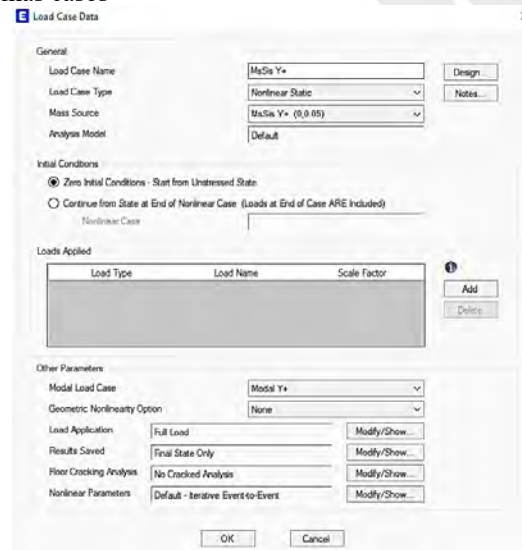 E Load Case Data
General
Load Case Name MsSis Y+ Design...
Load Case Type Nonlinear Static Notes...
Mass Source MsSis Y+ (0,0.05)
Analysis Model Default
Initial Conditions
Zero Initial Conditions - Start from Unstressed State
Continue from State at End of Nonlinear Case (Loads at End of Case ARE Included)
Nonlinear Case
Loads Applied
Load Type Load Name Scale Factor
Add
Delete
Other Parameters
Modal Load Case Modal Y+
Geometric Nonlinearity Option None
Load Application Full Load Modify/Show...
Results Saved Final State Only Modify/Show...
Floor Cracking Analysis No Cracked Analysis Modify/Show...
Nonlinear Parameters Default - Iterative Event-to-Event Modify/Show...
OK Cancel